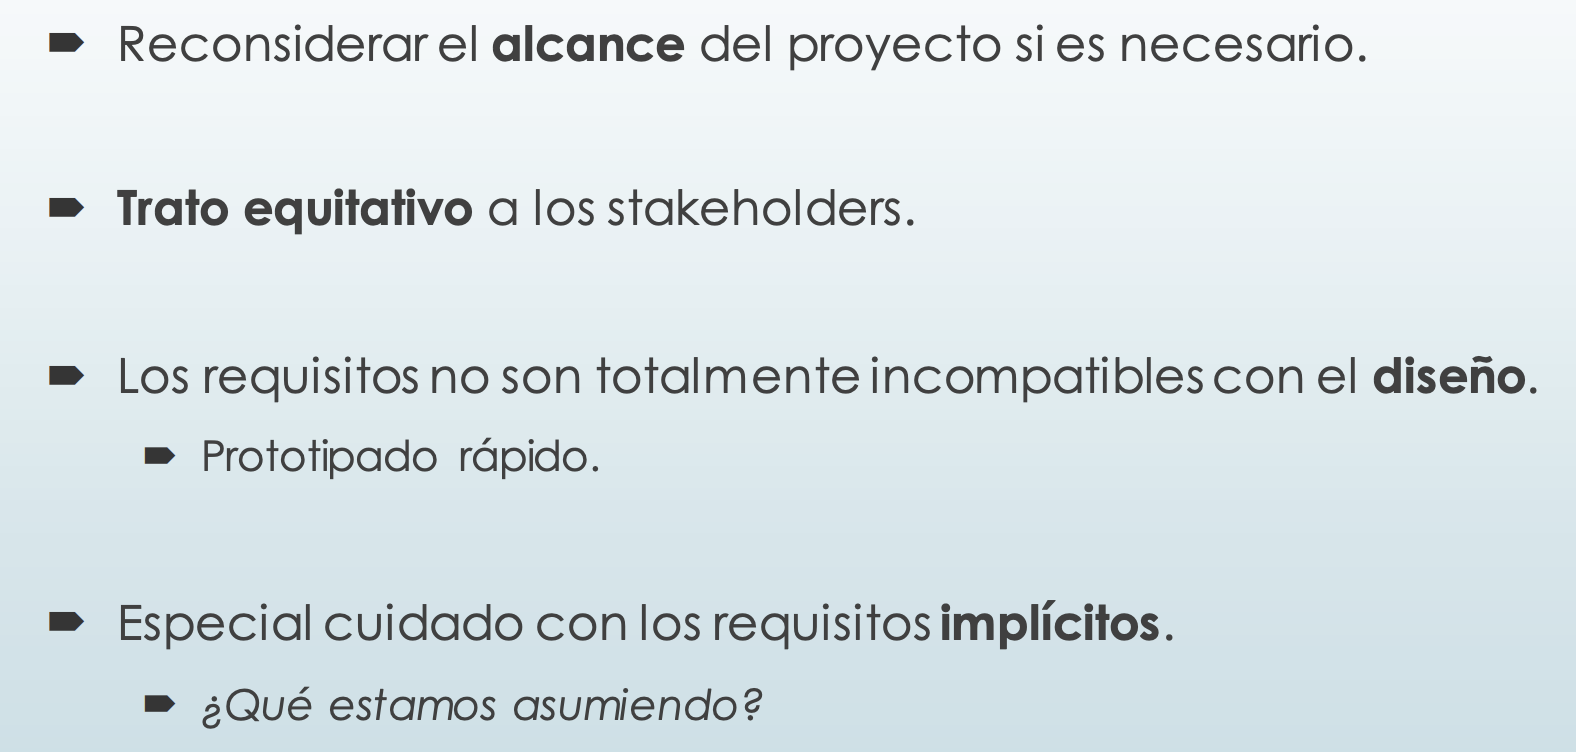 Reconsiderar el alcance del proyecto si es necesario.
Trato equitativo a los stakeholders.
Los requisitos no son totalmente incompatibles con el diseño.
Prototipado rápido.
Especial cuidado con los requisitos implícitos.
¿Qué estamos asumiendo?